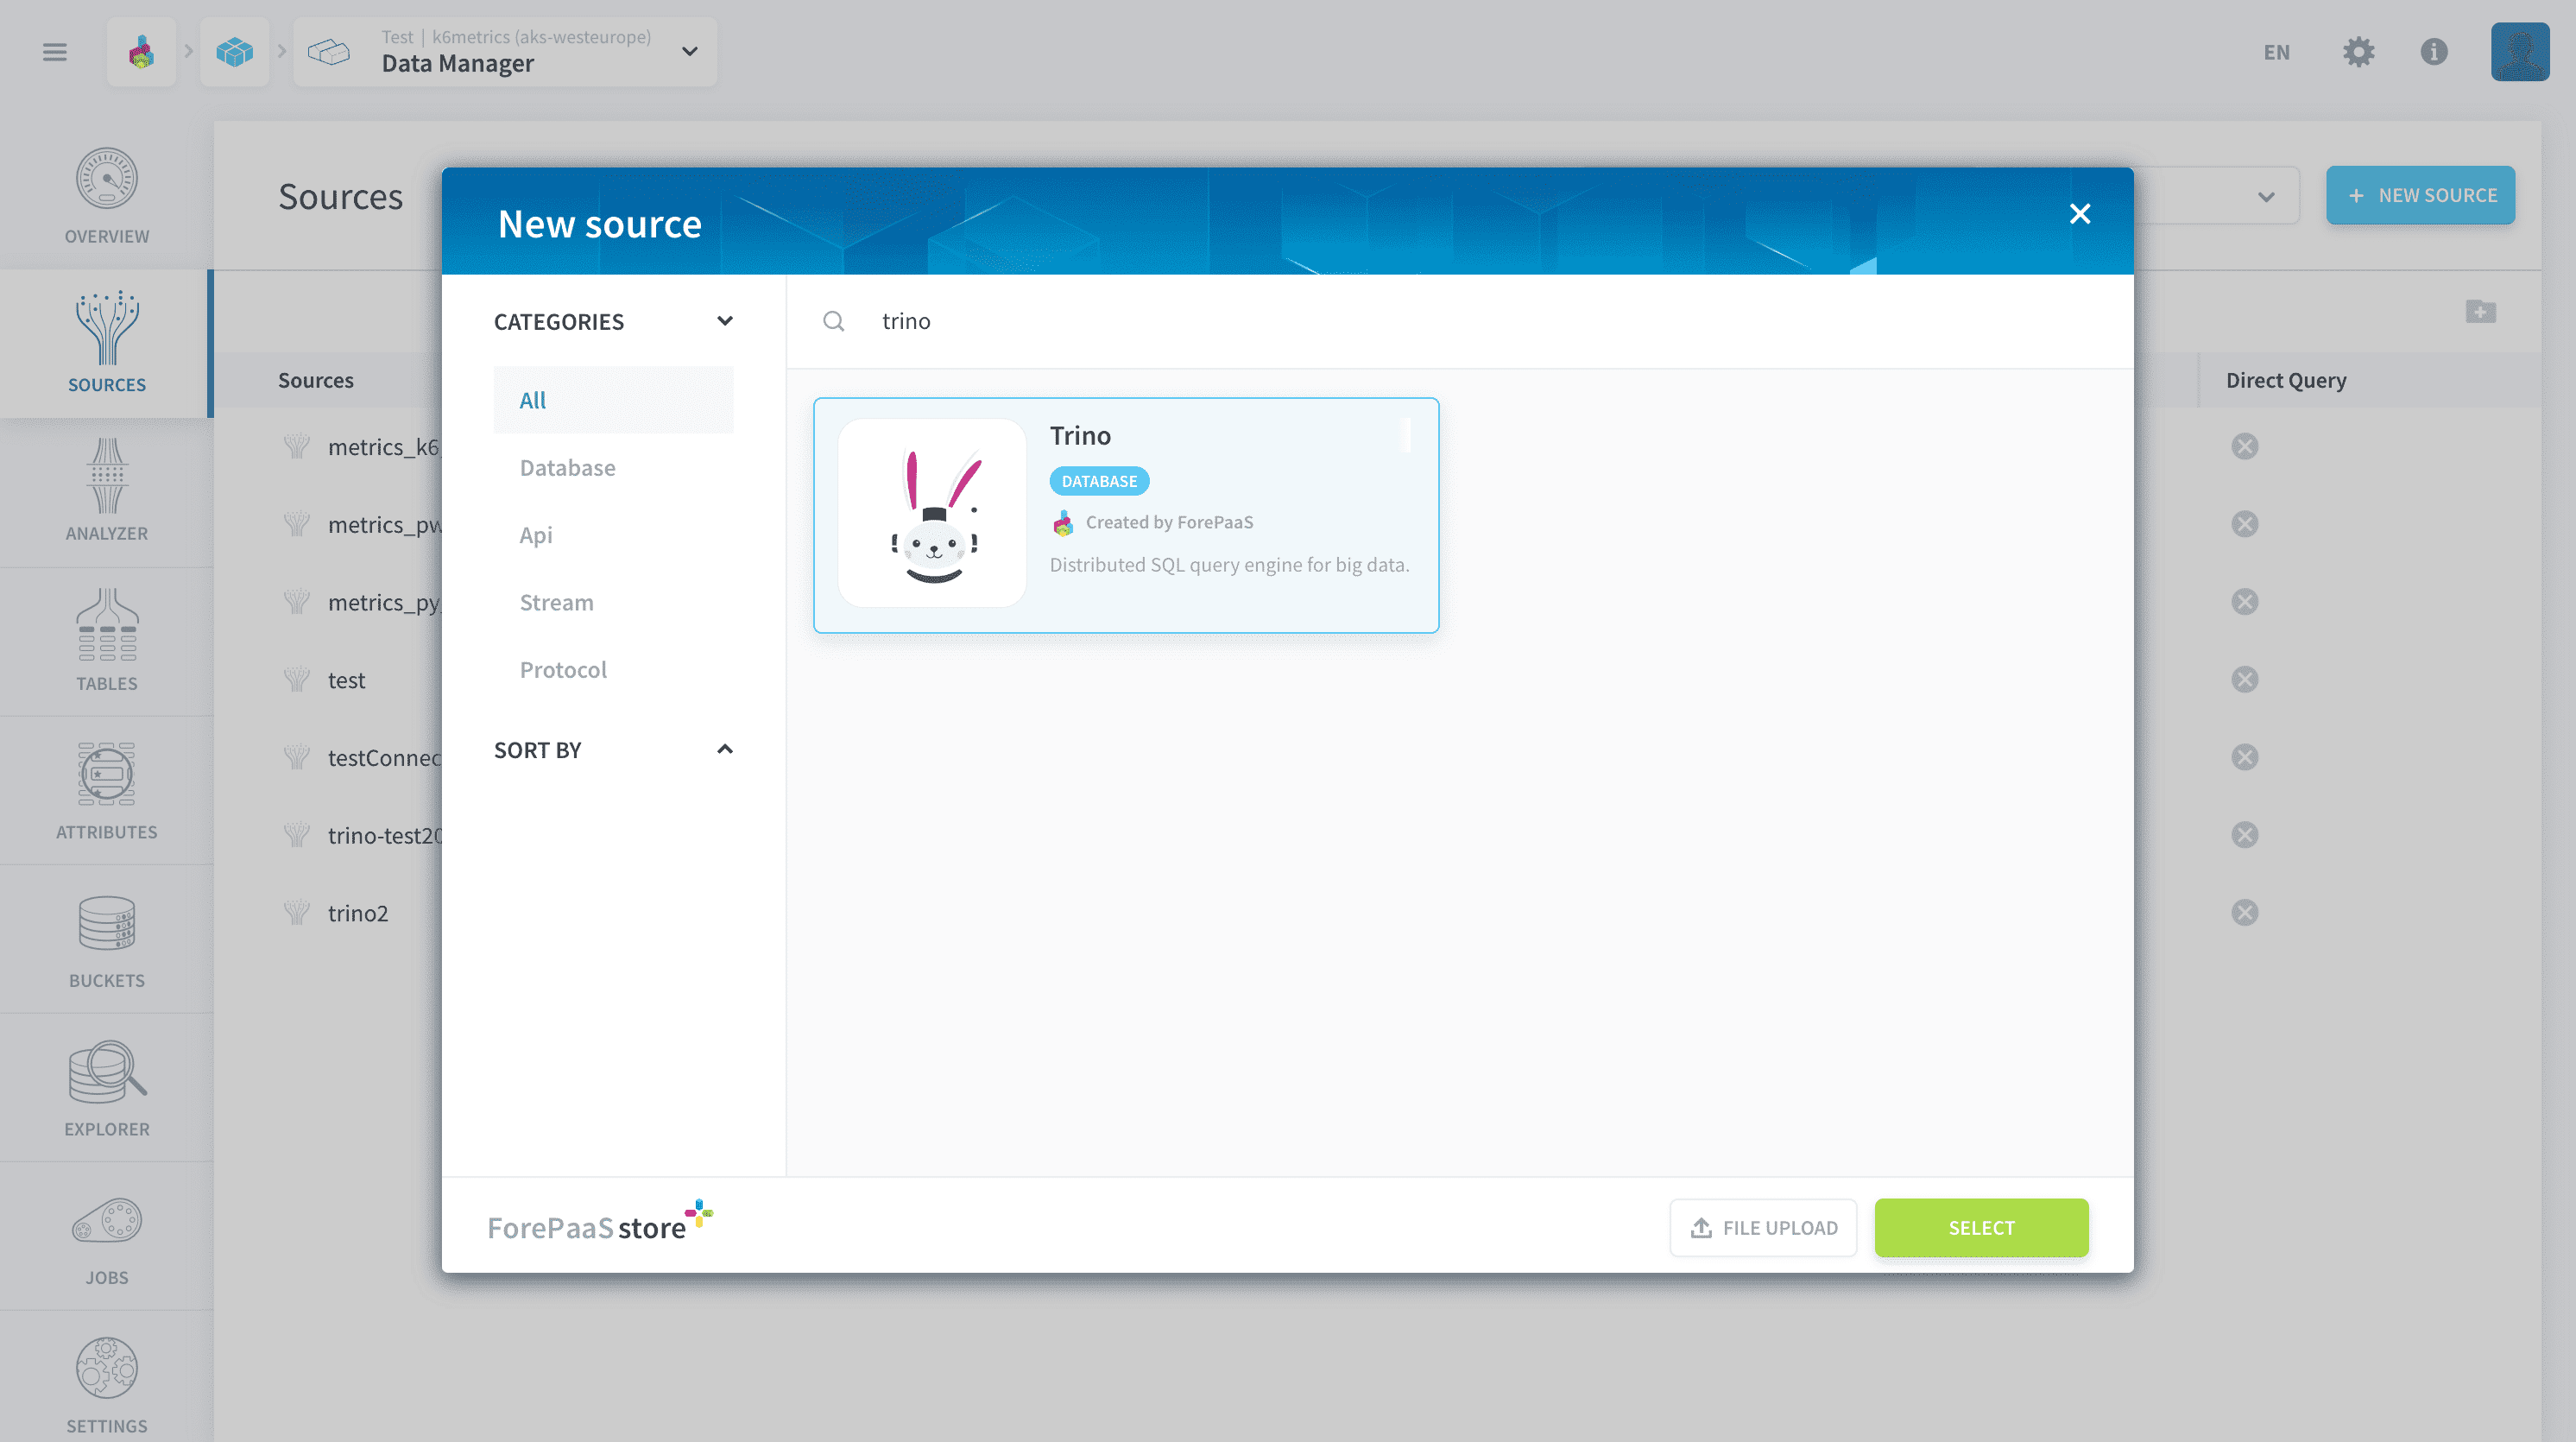 Test | k6metrics (aks-westeurope)
Data Manager
EN
OVERVIEW
SOURCES
ANALYZER
TABLES
ATTRIBUTES
BUCKETS
EXPLORER
JOBS
SETTINGS
Sources
+ NEW SOURCE
Sources
Direct Query
metrics_k6
metrics_pw
metrics_py
test
testConnec
trino-test20
trino2
New source
CATEGORIES
All
Database
Api
Stream
Protocol
SORT BY
trino
Trino
DATABASE
Created by ForePaaS
Distributed SQL query engine for big data.
ForePaaS store
FILE UPLOAD
SELECT